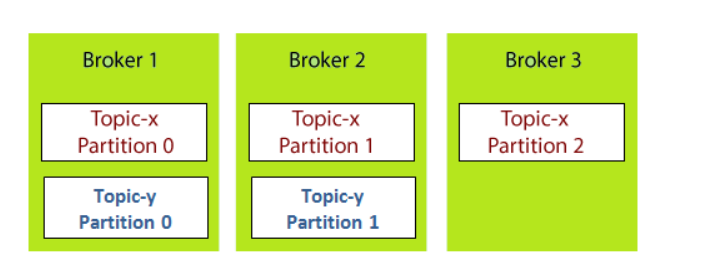 Broker 1
Topic-x
Partition 0
Topic-y
Partition 0
Broker 2
Topic-x
Partition 1
Topic-y
Partition 1
Broker 3
Topic-x
Partition 2